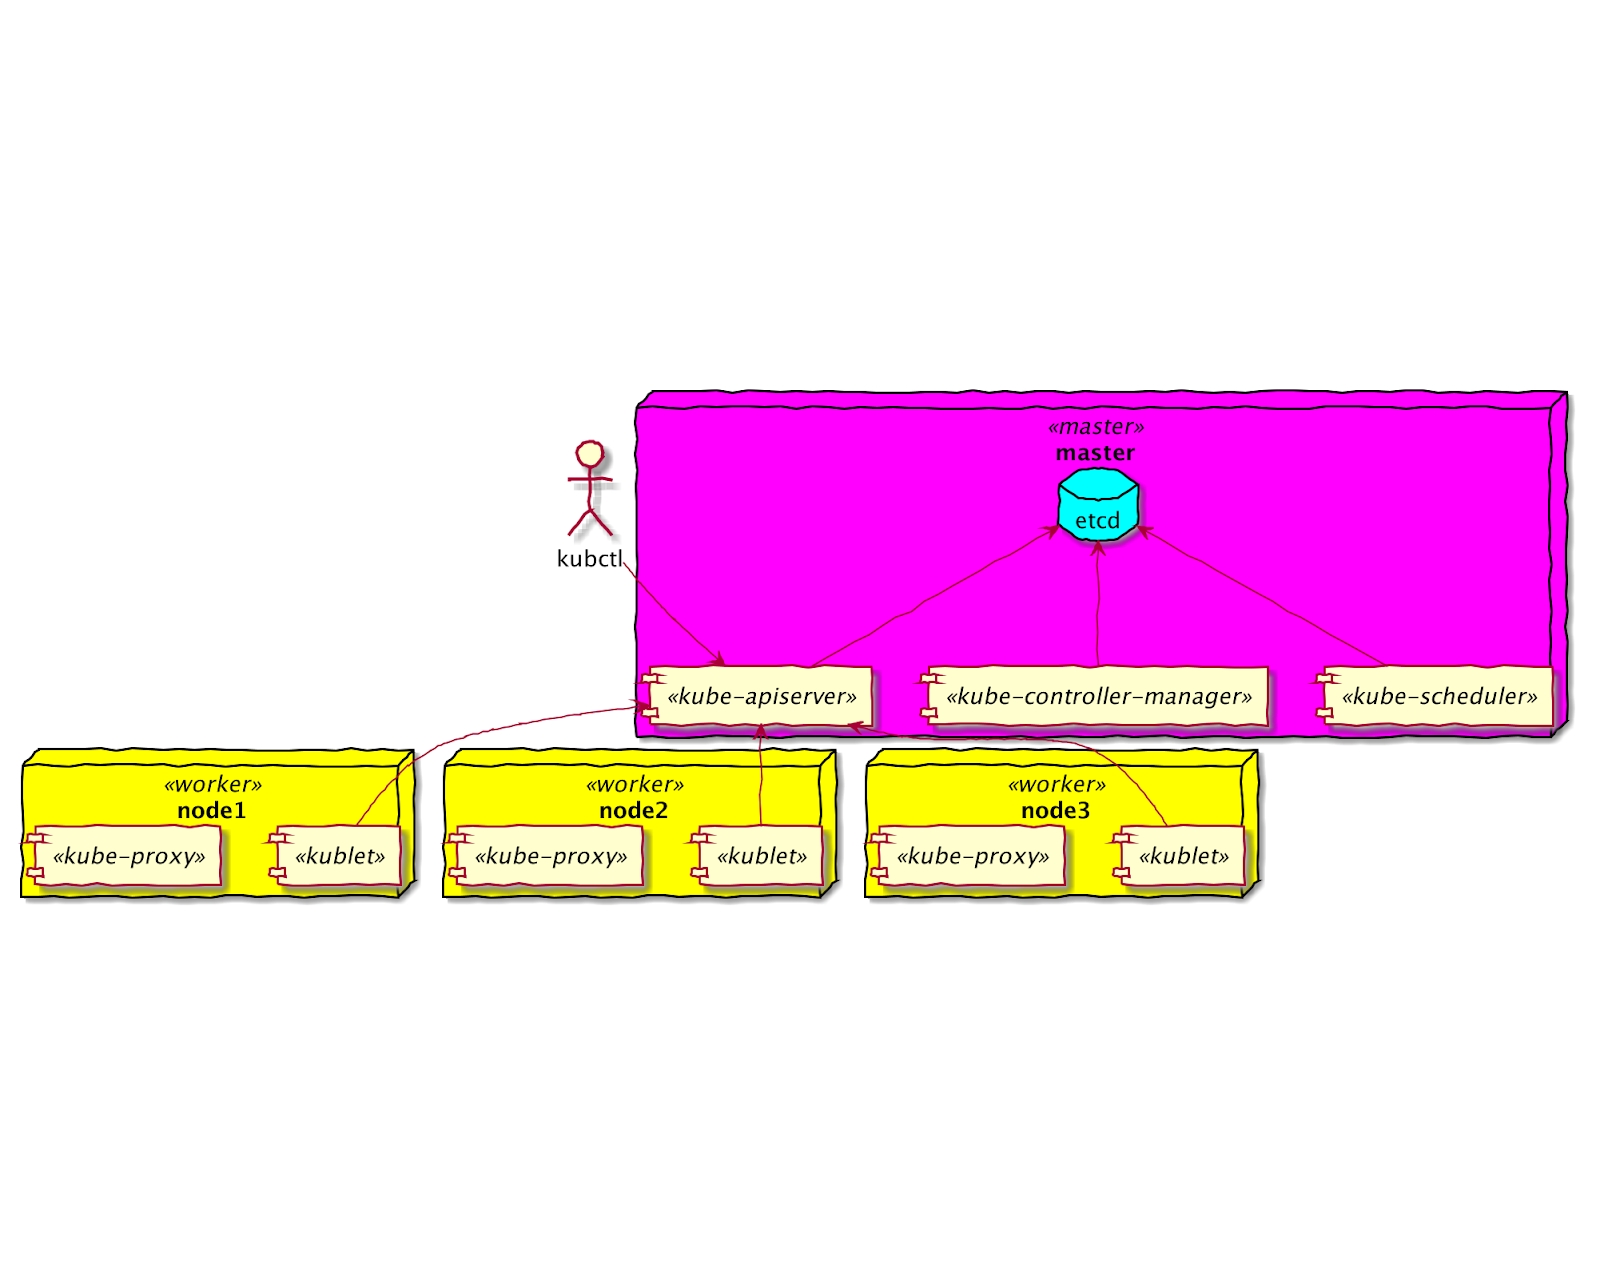 «master»
master
etcd
kubctl
«kube-apiserver»
«kube-controller-manager»
«kube-scheduler»
«worker»
node1
«kube-proxy»
«kublet»
«worker»
node2
«kube-proxy»
«kublet»
«worker»
node3
«kube-proxy»
«kublet»